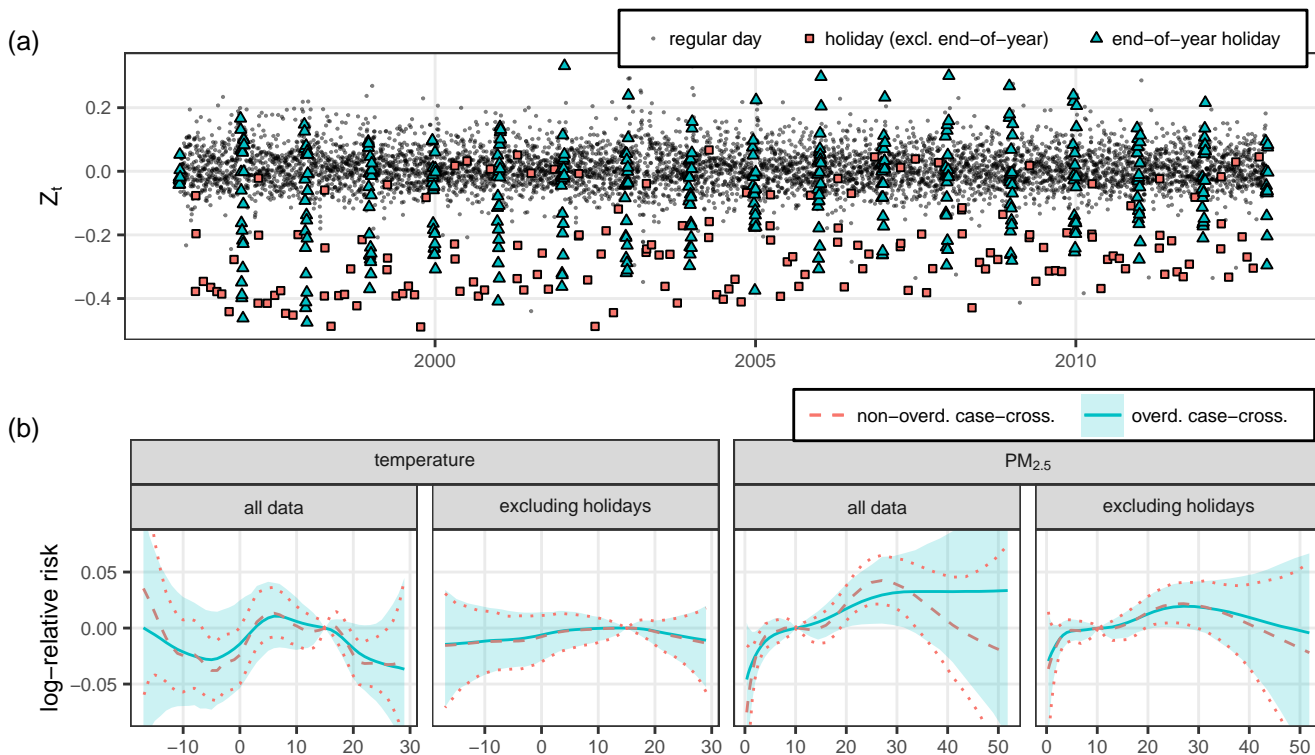 (a)
regular day holiday (excl. end−of−year) end−of−year holiday
Z_t
0.2
0.0
−0.2
−0.4
2000 2005 2010
(b)
non−overd. case−cross. overd. case−cross.
temperature PM_2.5
all data excluding holidays all data excluding holidays
log−relative risk
0.05
0.00
−0.05
−10 0 10 20 30 −10 0 10 20 30 0 10 20 30 40 50 0 10 20 30 40 50